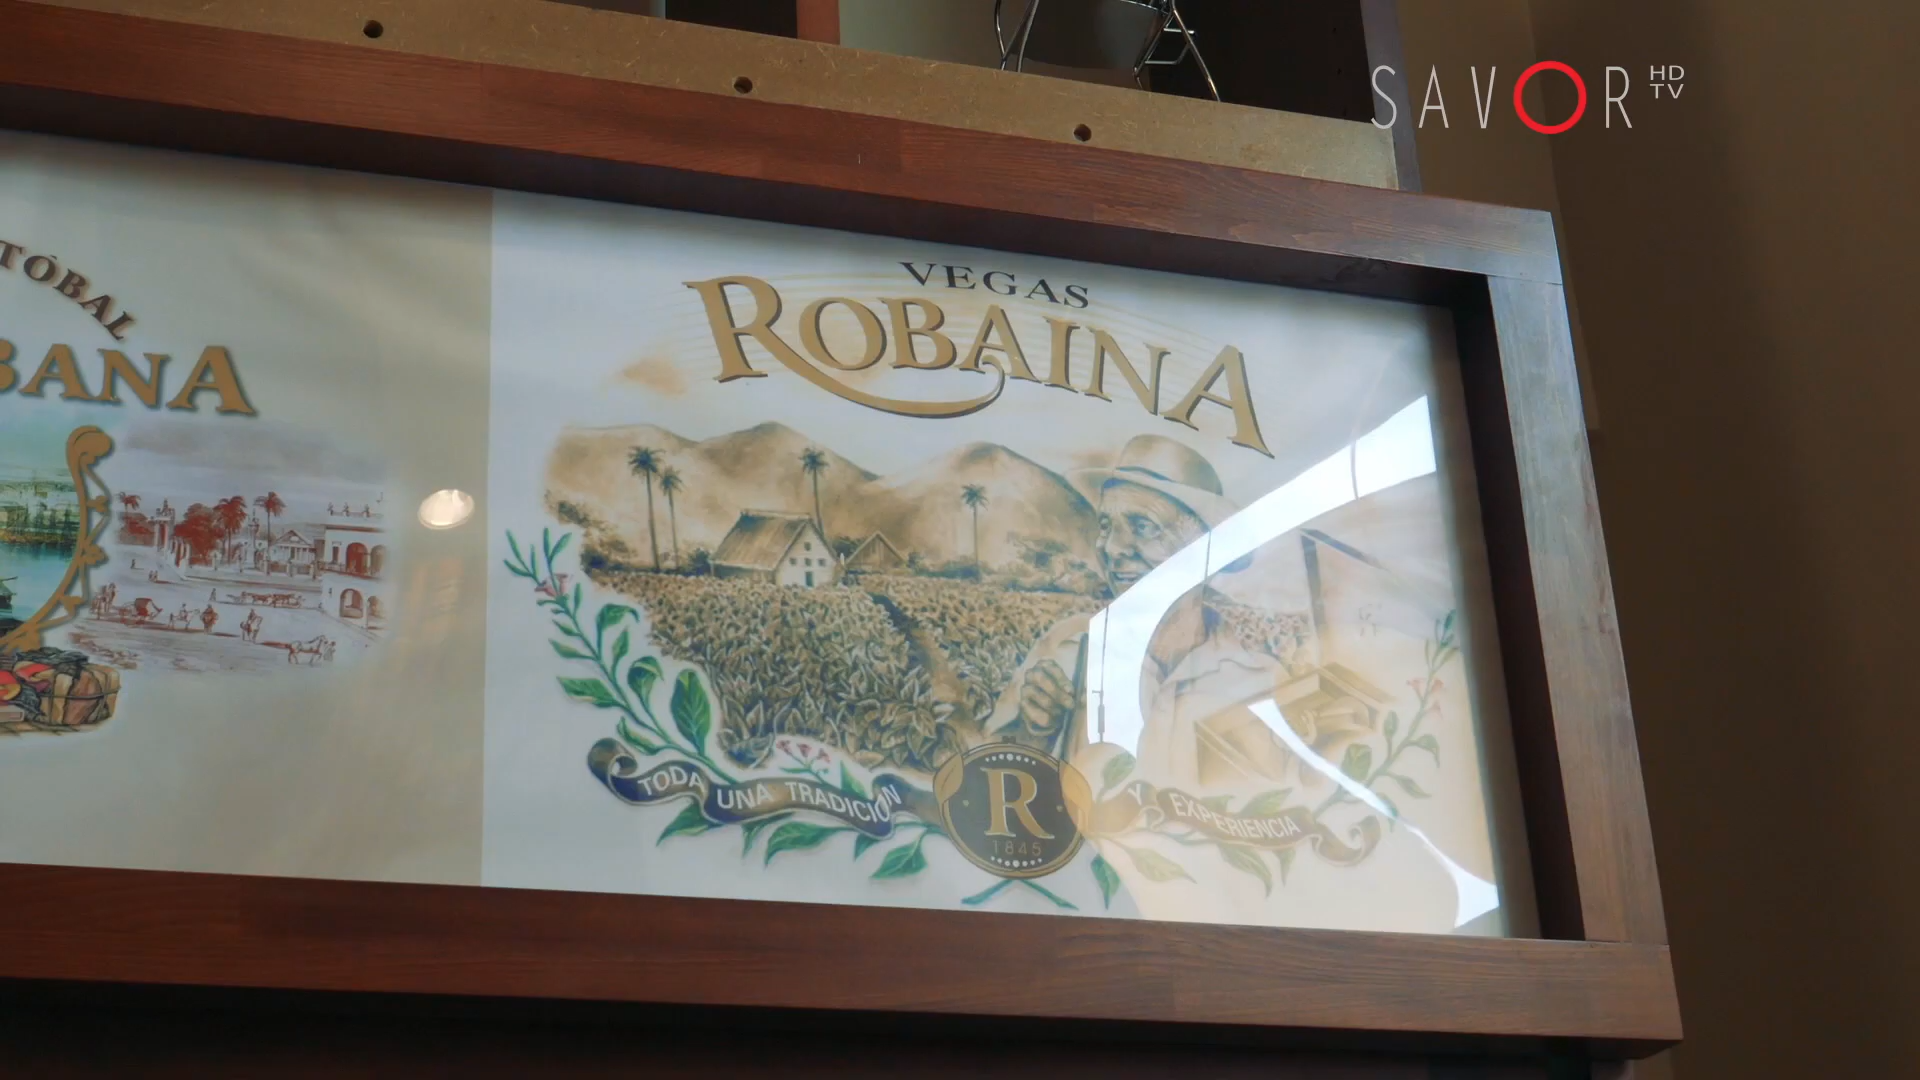 SAVOR HD TV
TÓBAL
BANA
VEGAS
ROBAINA
TODA UNA TRADICIÓN Y EXPERIENCIA
R
1845